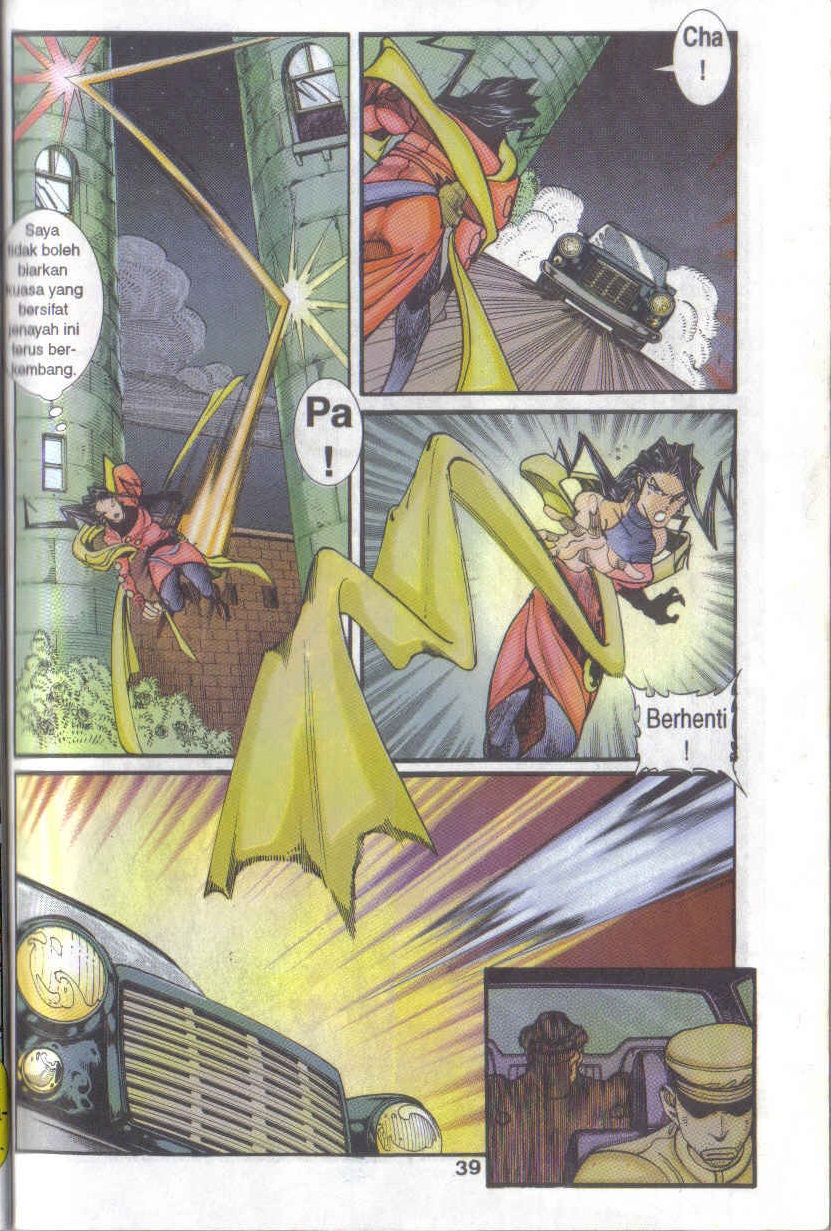 Saya
tidak boleh
biarkan
kuasa yang
bersifat
jenayah ini
terus ber-
kembang.
Pa
!
Cha
!
Berhenti
!
39